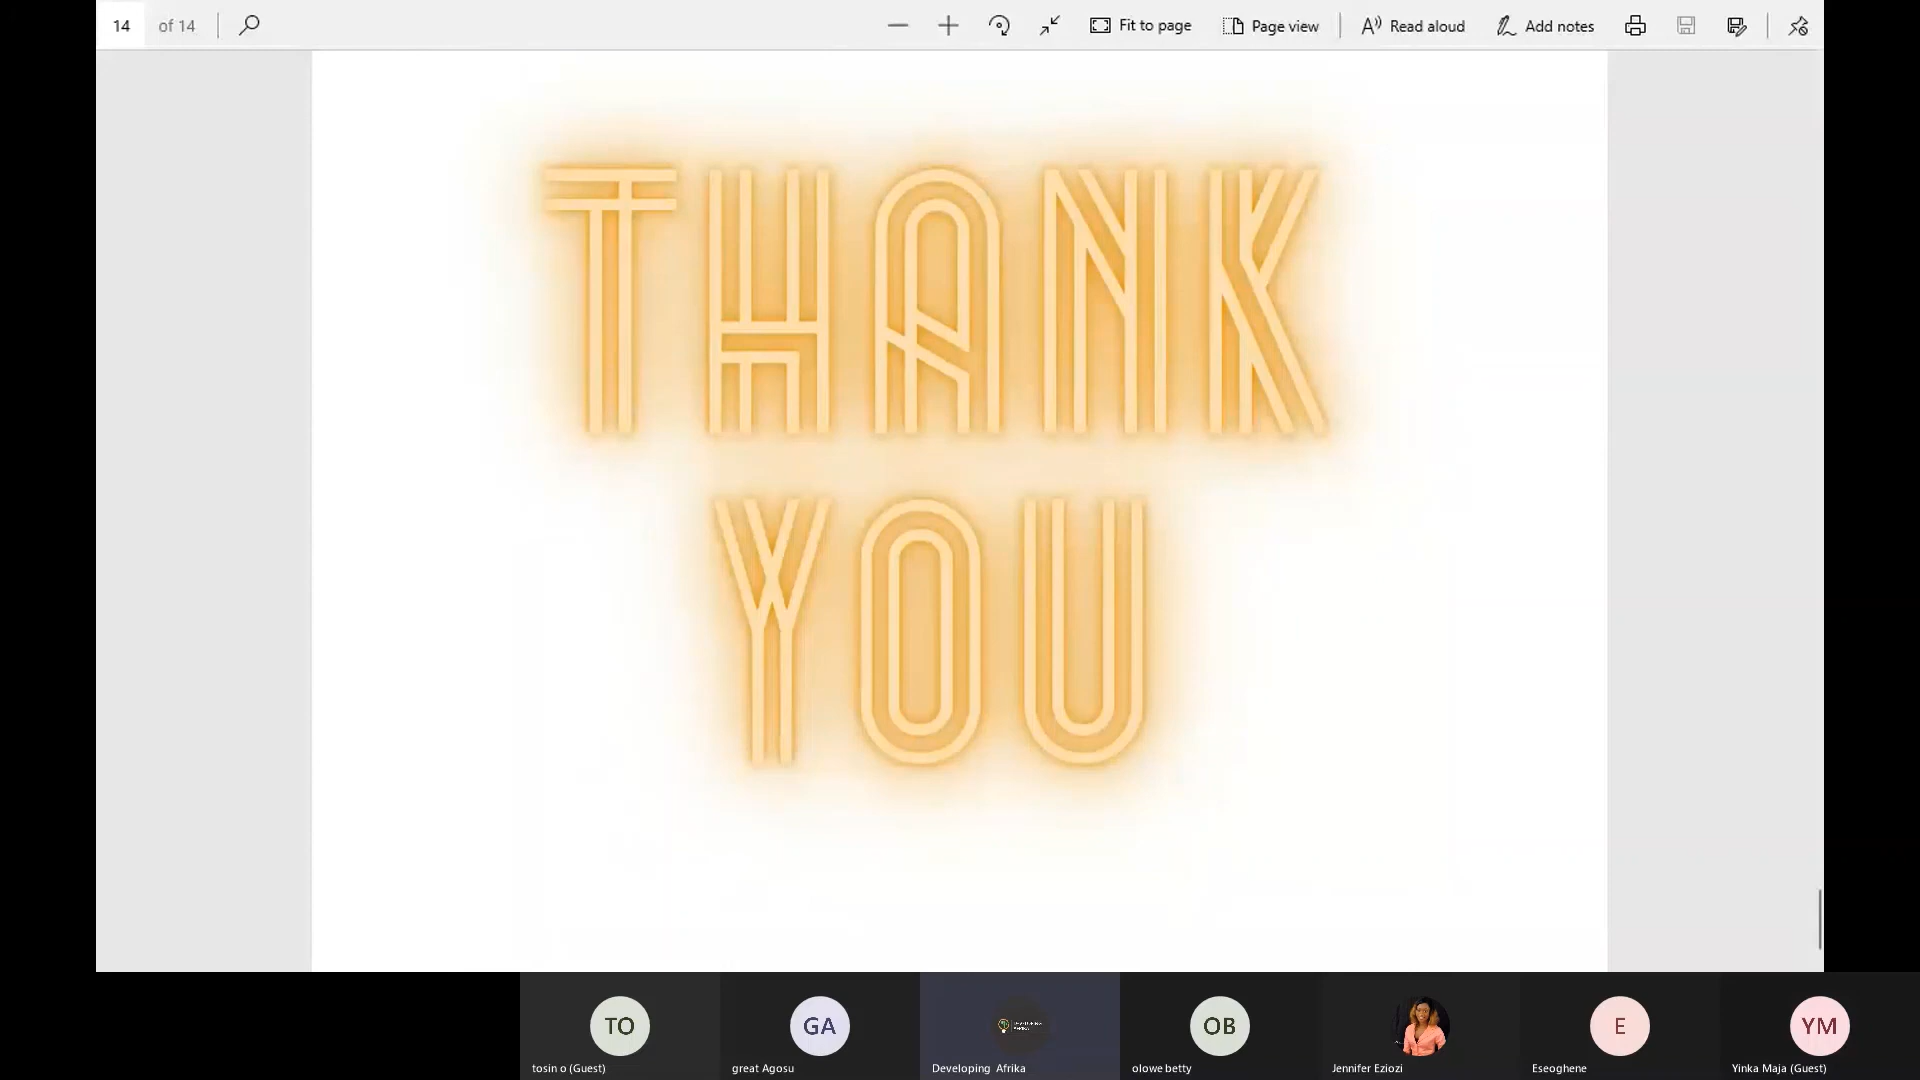 14 of 14 Fit to page Page view Read aloud Add notes
THANK
YOU
TO GA OB E YM
tosin o (Guest) great Agosu Developing Afrika olowe betty Jennifer Eziozi Eseoghene Yinka Maja (Guest)